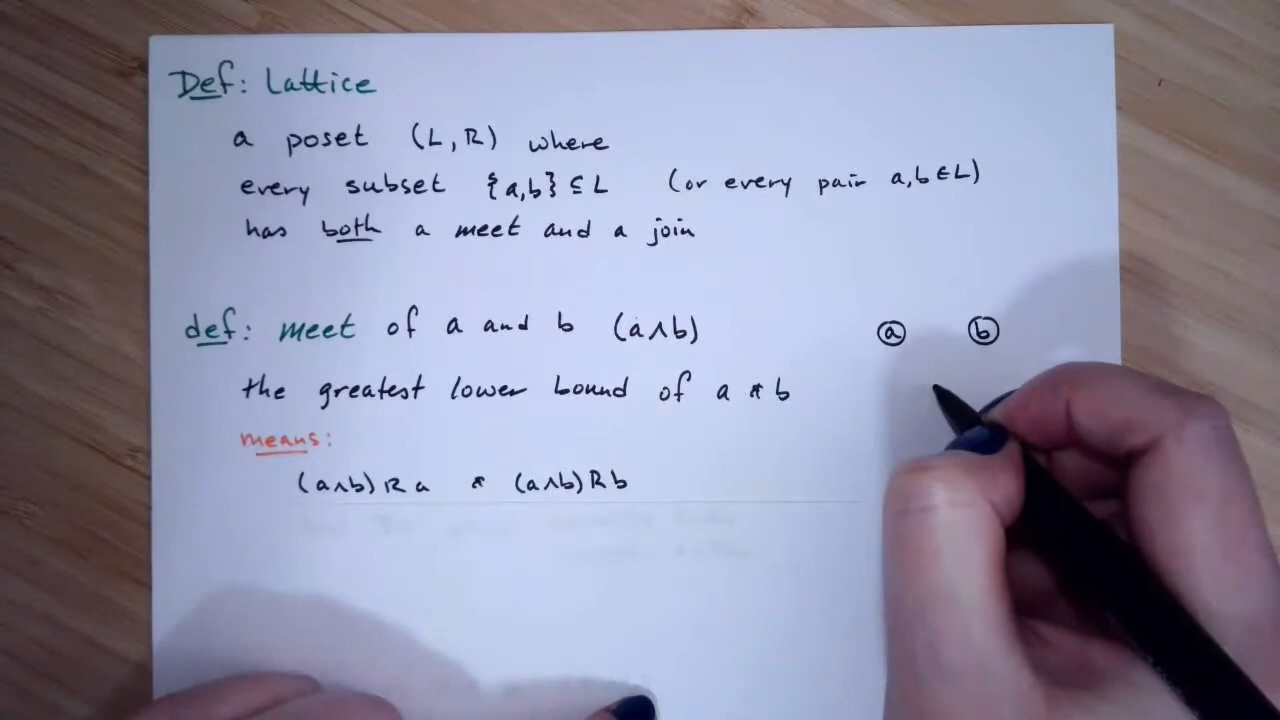 Def: Lattice
a poset (L,R) where
every subset {a,b} ⊆ L (or every pair a,b ∈ L)
has both a meet and a join
def: meet of a and b (a∧b)
a b
the greatest lower bound of a & b
means:
(a∧b) R a & (a∧b) R b